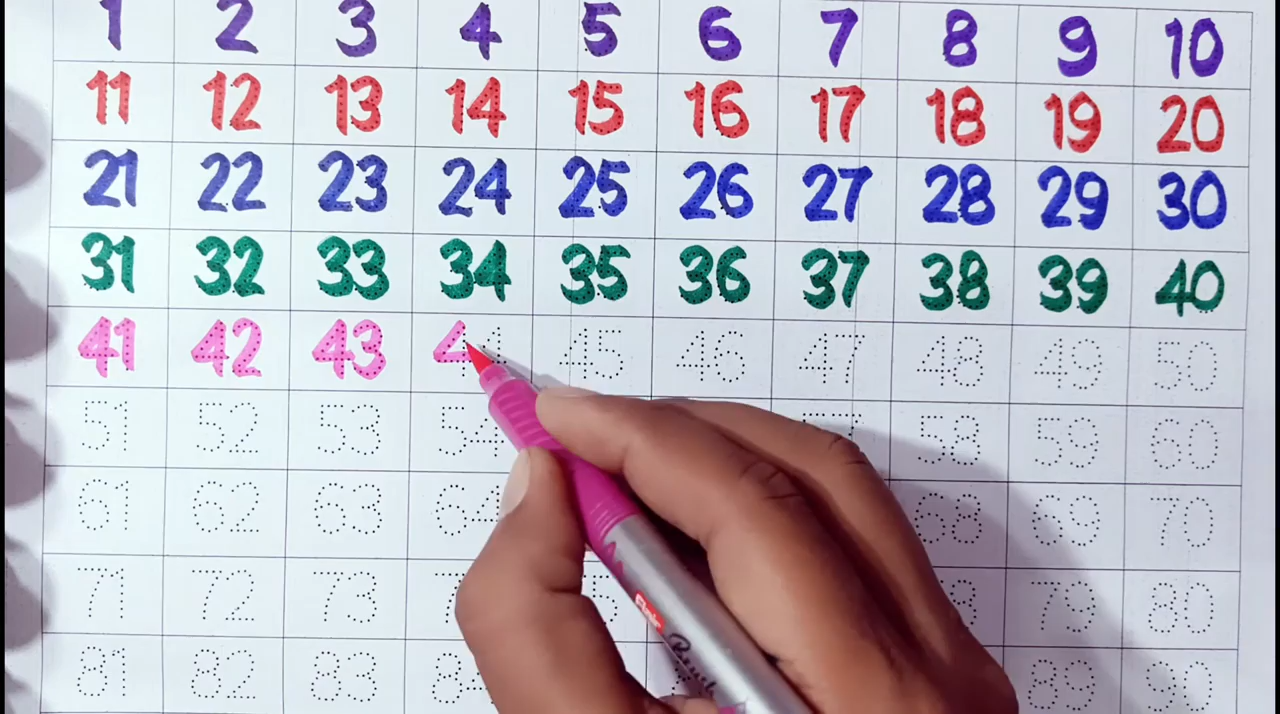 1 2 3 4 5 6 7 8 9 10
11 12 13 14 15 16 17 18 19 20
21 22 23 24 25 26 27 28 29 30
31 32 33 34 35 36 37 38 39 40
41 42 43 44 45 46 47 48 49 50
51 52 53 54 57 58 59 60
61 62 63 64 68 69 70
71 72 73 79 80
81 82 83 84 89 90
Flair